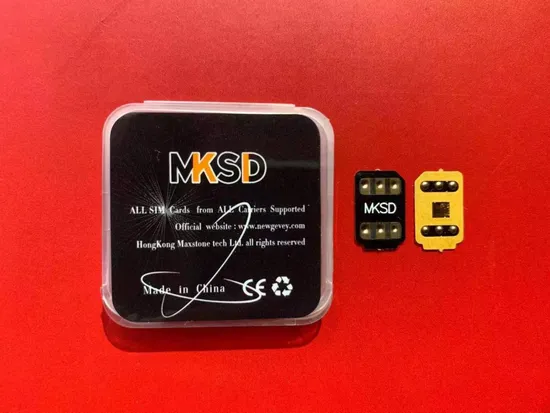 MKSD
ALL SIM Cards from ALL Carriers Supported
Official website : www.newgevey.com
HongKong Maxstone tech Ltd. all rights reserved
Made in China CE
MKSD